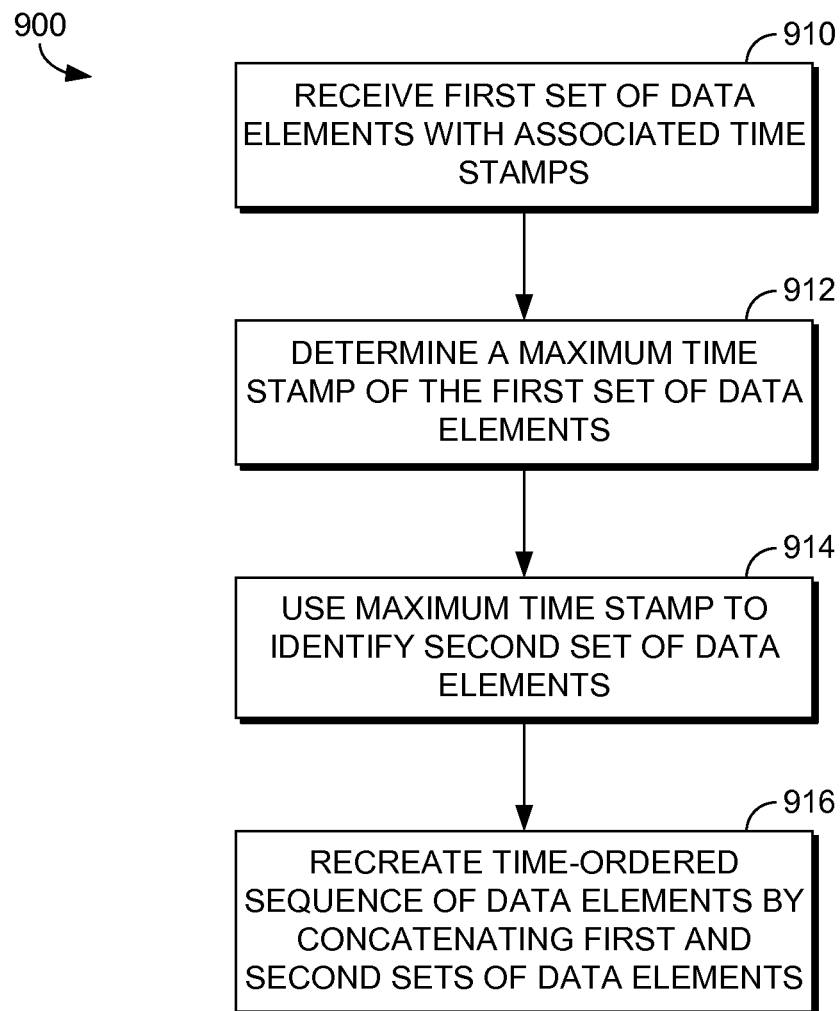 900
910
RECEIVE FIRST SET OF DATA
ELEMENTS WITH ASSOCIATED TIME
STAMPS
912
DETERMINE A MAXIMUM TIME
STAMP OF THE FIRST SET OF DATA
ELEMENTS
914
USE MAXIMUM TIME STAMP TO
IDENTIFY SECOND SET OF DATA
ELEMENTS
916
RECREATE TIME-ORDERED
SEQUENCE OF DATA ELEMENTS BY
CONCATENATING FIRST AND
SECOND SETS OF DATA ELEMENTS